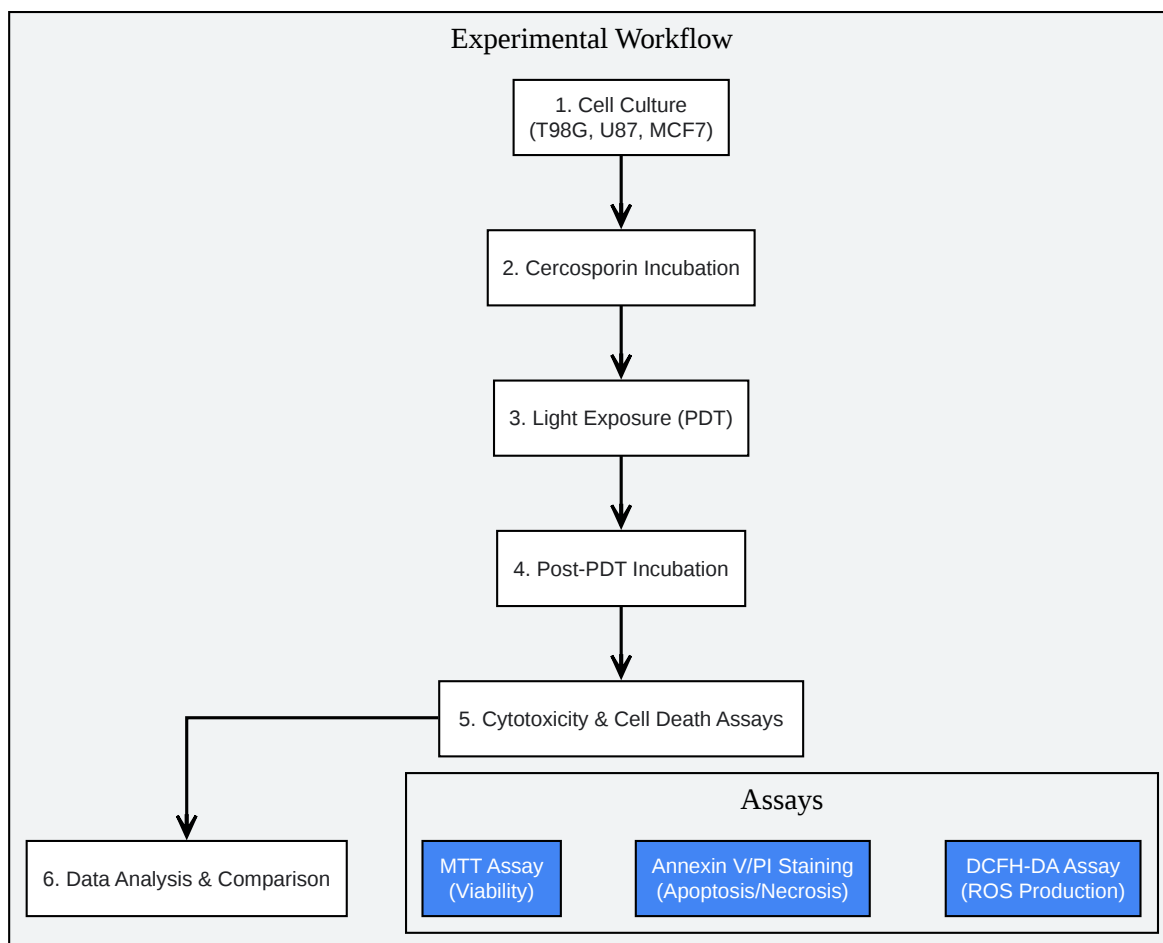 Experimental Workflow
1. Cell Culture
(T98G, U87, MCF7)
2. Cercosporin Incubation
3. Light Exposure (PDT)
4. Post-PDT Incubation
5. Cytotoxicity & Cell Death Assays
6. Data Analysis & Comparison
Assays
MTT Assay
(Viability)
Annexin V/PI Staining
(Apoptosis/Necrosis)
DCFH-DA Assay
(ROS Production)